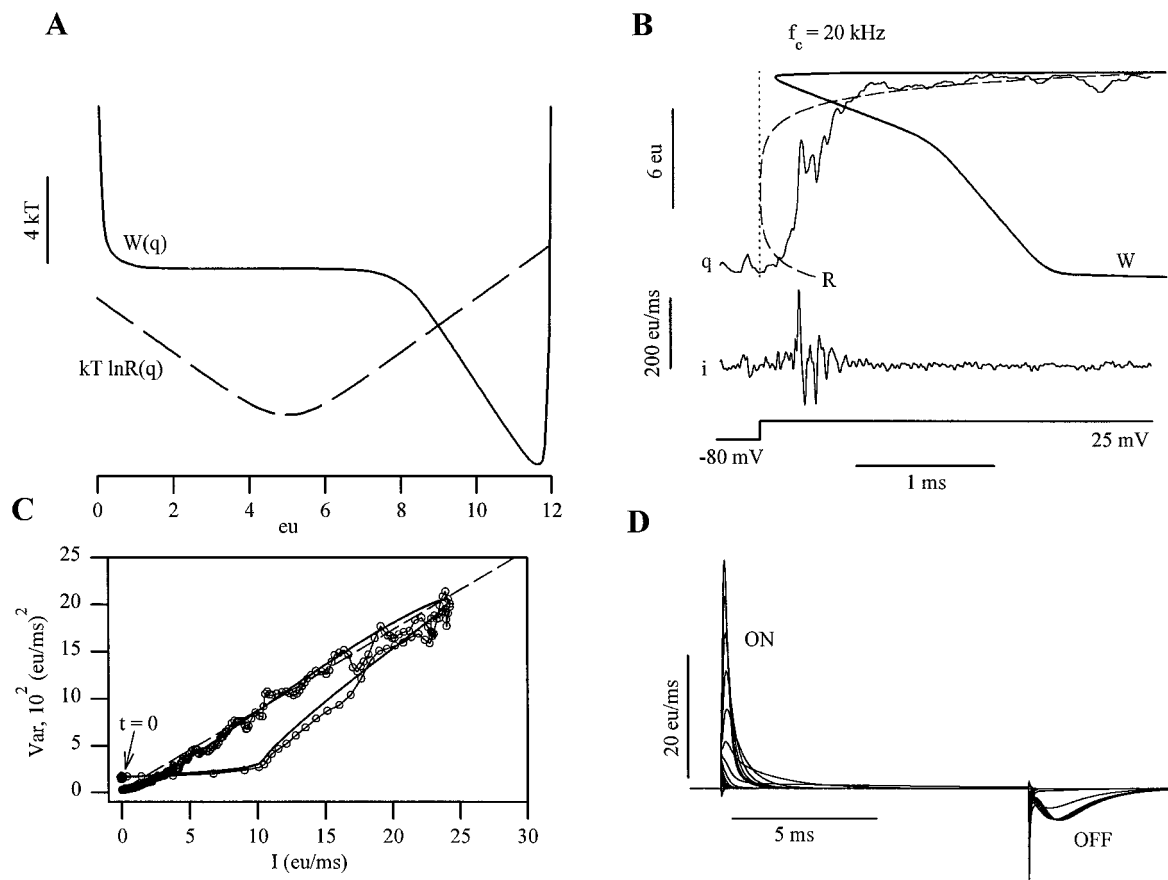 A
4 kT
W(q)
kT lnR(q)
0 2 4 6 8 10 12
eu
B
f_c = 20 kHz
6 eu
q
R
W
200 eu/ms
i
-80 mV
25 mV
1 ms
C
25
20
15
10
5
0
Var, 10² (eu/ms)²
t = 0
0 5 10 15 20 25 30
I (eu/ms)
D
20 eu/ms
ON
5 ms
OFF